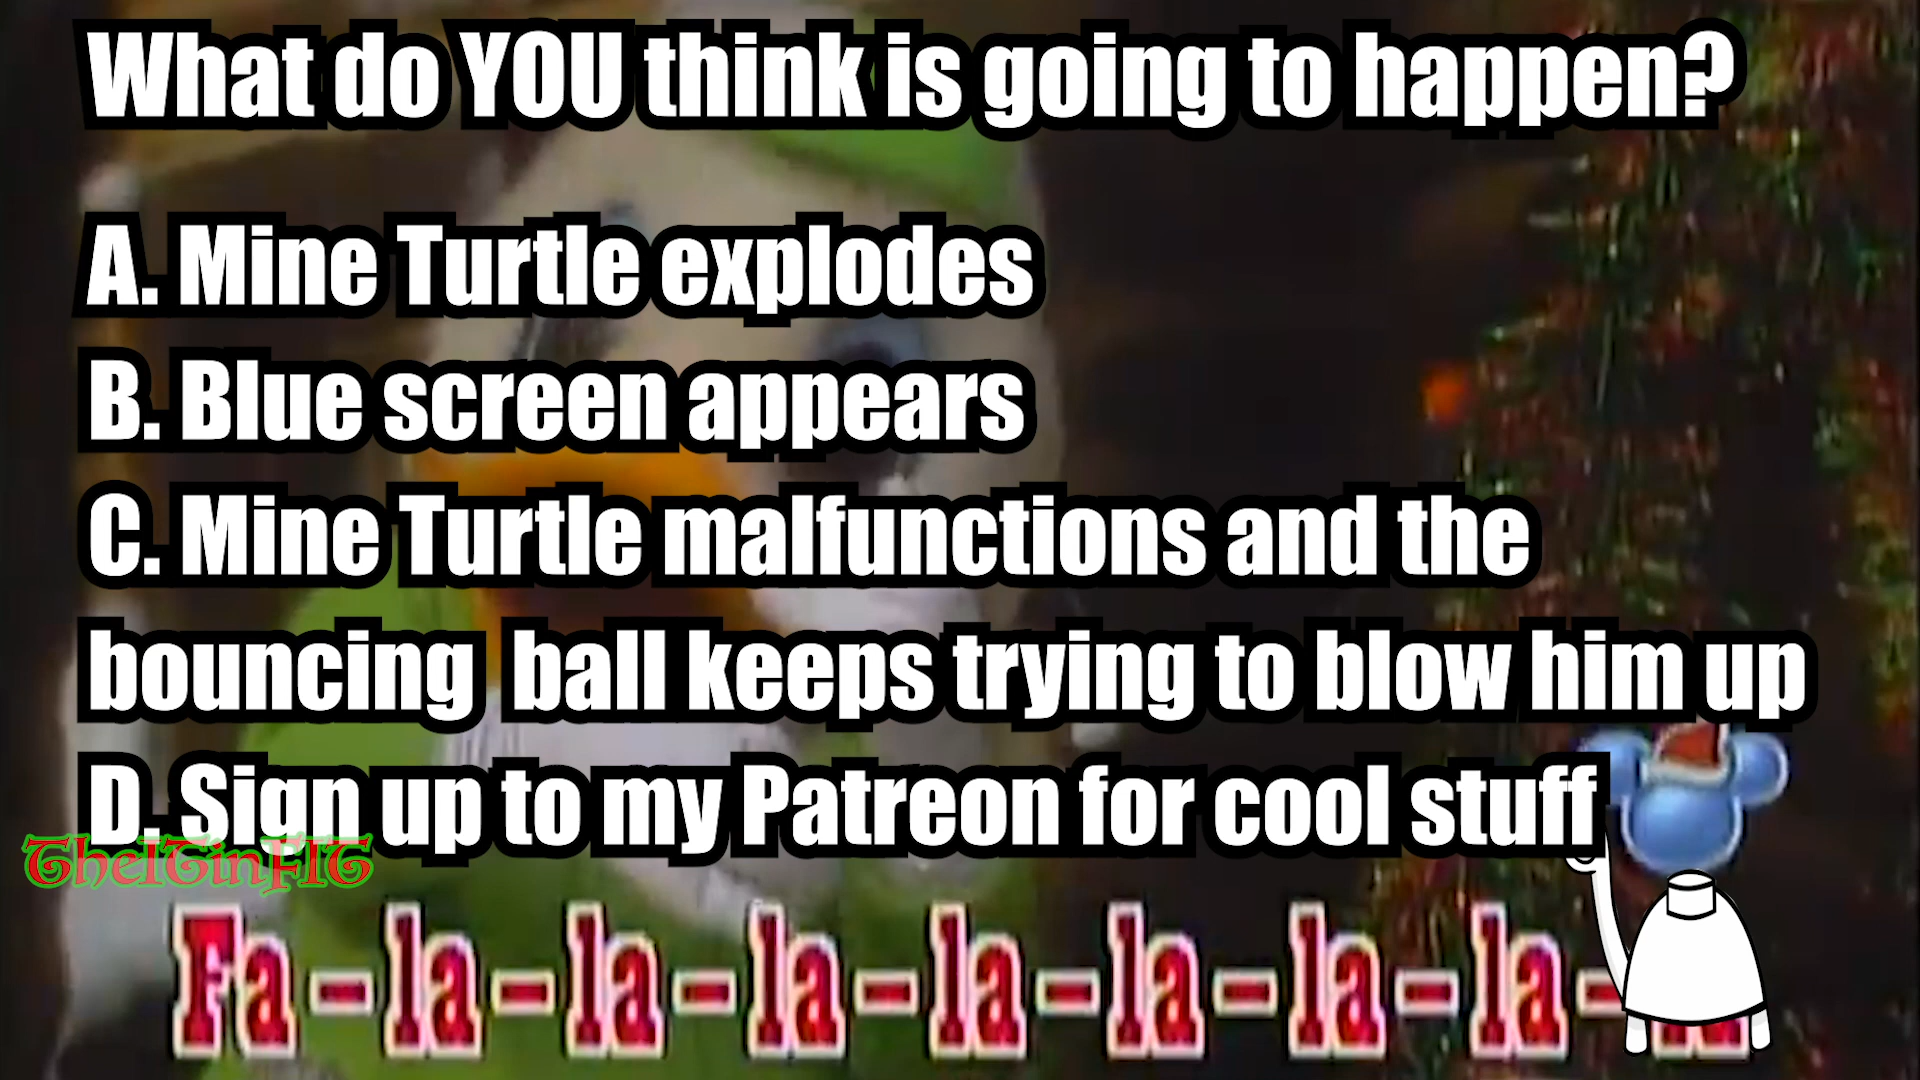 What do YOU think is going to happen?
A. Mine Turtle explodes
B. Blue screen appears
C. Mine Turtle malfunctions and the
bouncing  ball keeps trying to blow him up
D. Sign up to my Patreon for cool stuff
TheITinFIT
Fa-la-la-la-la-la-la-la-